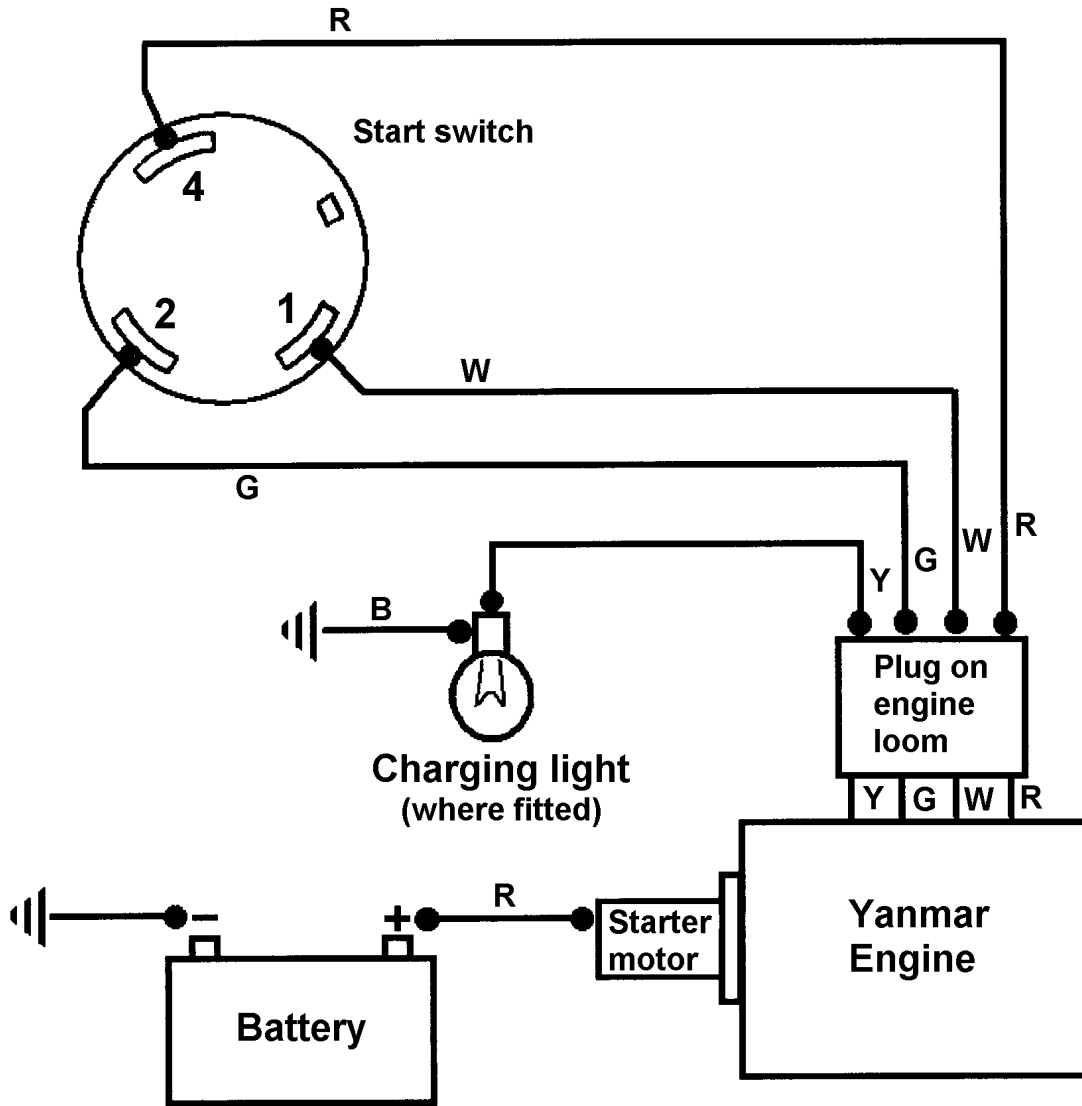 R
Start switch
4
2
1
W
G
R
W
G
Y
B
Plug on
engine
loom
Charging light
(where fitted)
Y G W R
R
− +
Starter
motor
Yanmar
Engine
Battery